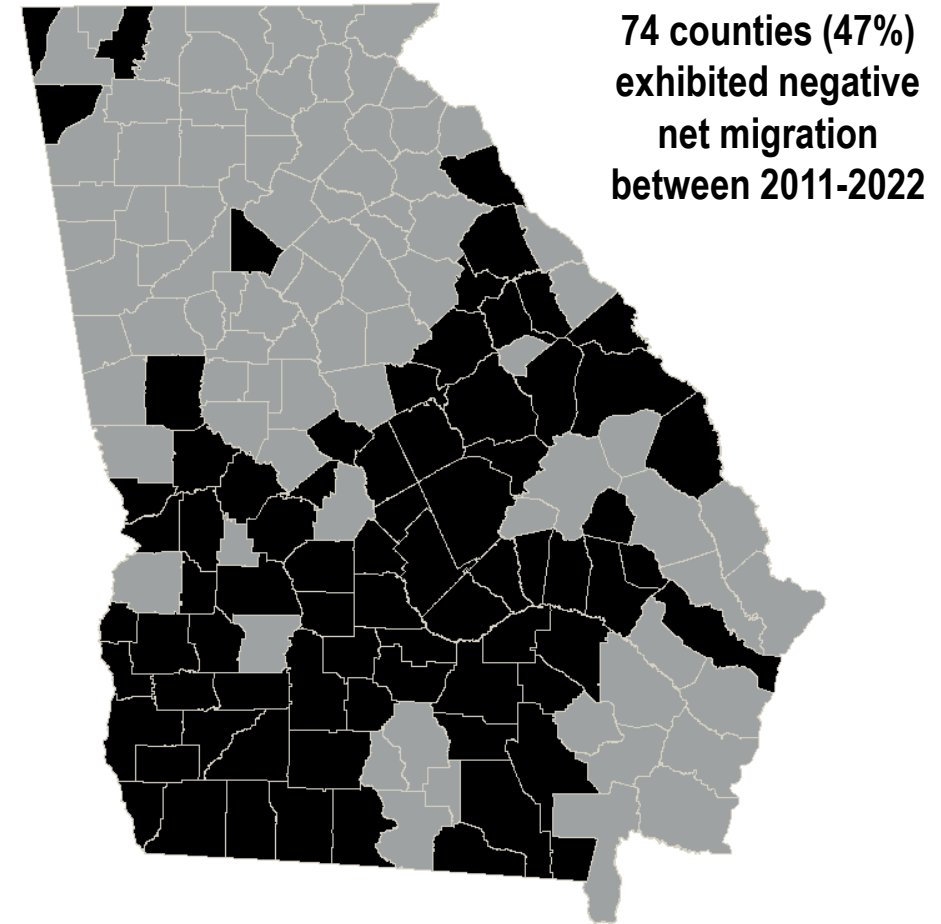 74 counties (47%)
exhibited negative
net migration
between 2011-2022